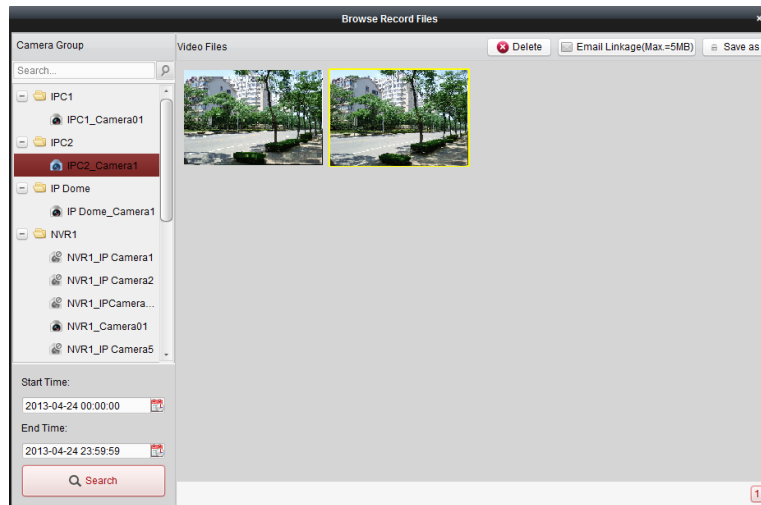 Browse Record Files
Camera Group
Video Files
Delete
Email Linkage(Max.=5MB)
Save as
Search...
IPC1
IPC1_Camera01
IPC2
IPC2_Camera1
IP Dome
IP Dome_Camera1
NVR1
NVR1_IP Camera1
NVR1_IP Camera2
NVR1_IPCamera...
NVR1_Camera01
NVR1_IP Camera5
Start Time:
2013-04-24 00:00:00
End Time:
2013-04-24 23:59:59
Search
1